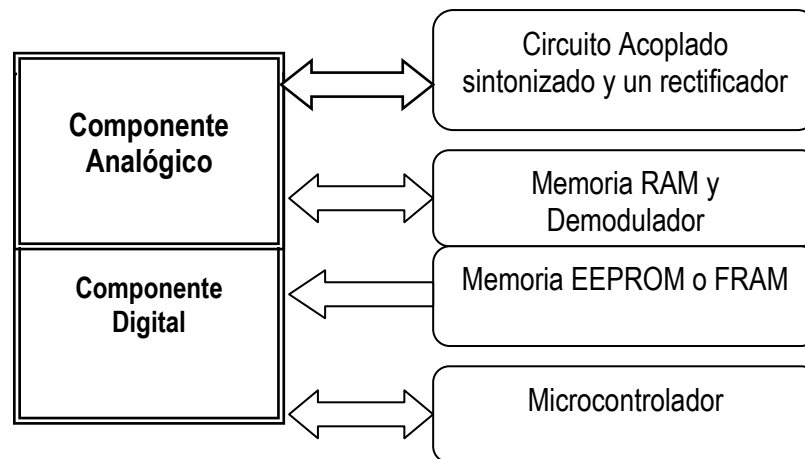 Componente
Analógico
Componente
Digital
Circuito Acoplado
sintonizado y un rectificador
Memoria RAM y
Demodulador
Memoria EEPROM o FRAM
Microcontrolador